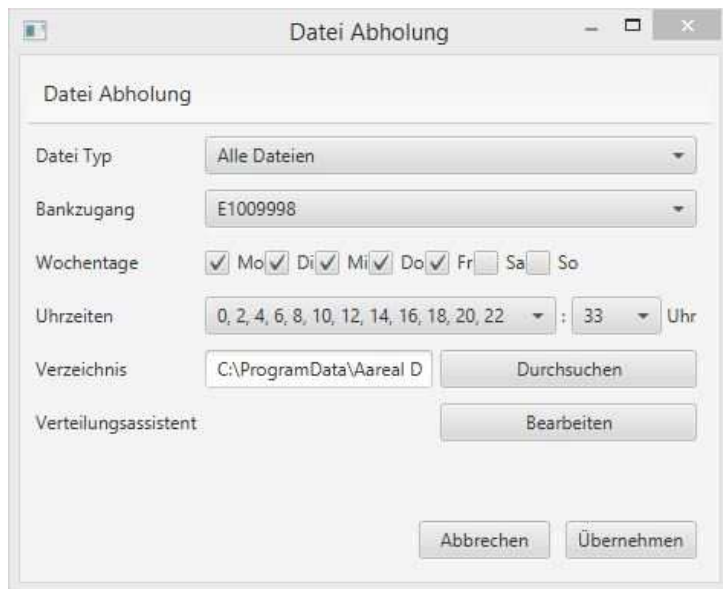 Datei Abholung
Datei Abholung
Datei Typ Alle Dateien
Bankzugang E1009998
Wochentage Mo Di Mi Do Fr Sa So
Uhrzeiten 0, 2, 4, 6, 8, 10, 12, 14, 16, 18, 20, 22 : 33 Uhr
Verzeichnis C:\ProgramData\Aareal D Durchsuchen
Verteilungsassistent Bearbeiten
Abbrechen Übernehmen